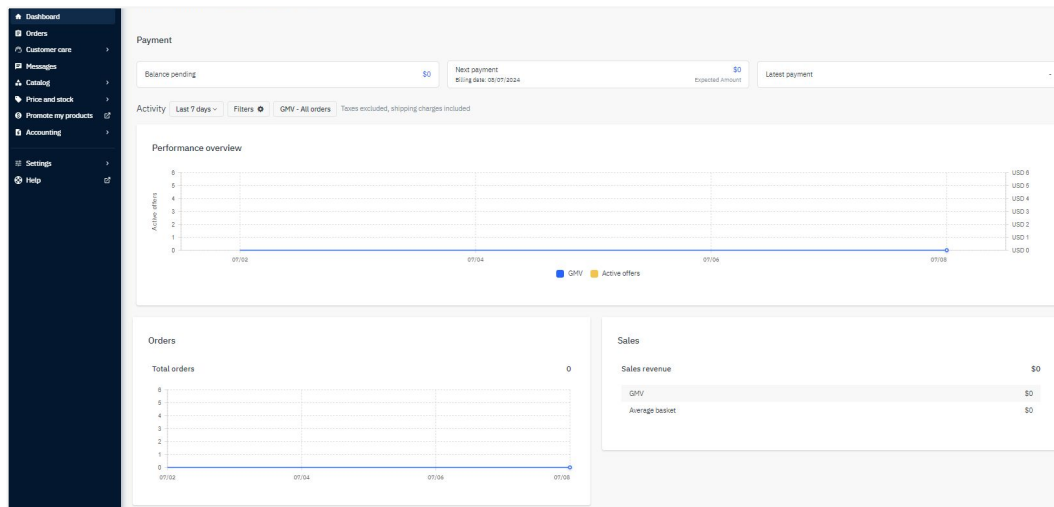 Dashboard
Orders
Customer care
Messages
Catalog
Price and stock
Promote my products
Accounting
Settings
Help
Payment
Balance pending $0
Next payment $0
Billing date: 08/07/2024 Expected Amount
Latest payment -
Activity Last 7 days Filters GMV - All orders Taxes excluded, shipping charges included
Performance overview
Active offers
6 USD 6
5 USD 5
4 USD 4
3 USD 3
2 USD 2
1 USD 1
0 USD 0
07/02 07/04 07/06 07/08
GMV Active offers
Orders
Total orders 0
6
5
4
3
2
1
0
07/02 07/04 07/06 07/08
Sales
Sales revenue $0
GMV $0
Average basket $0